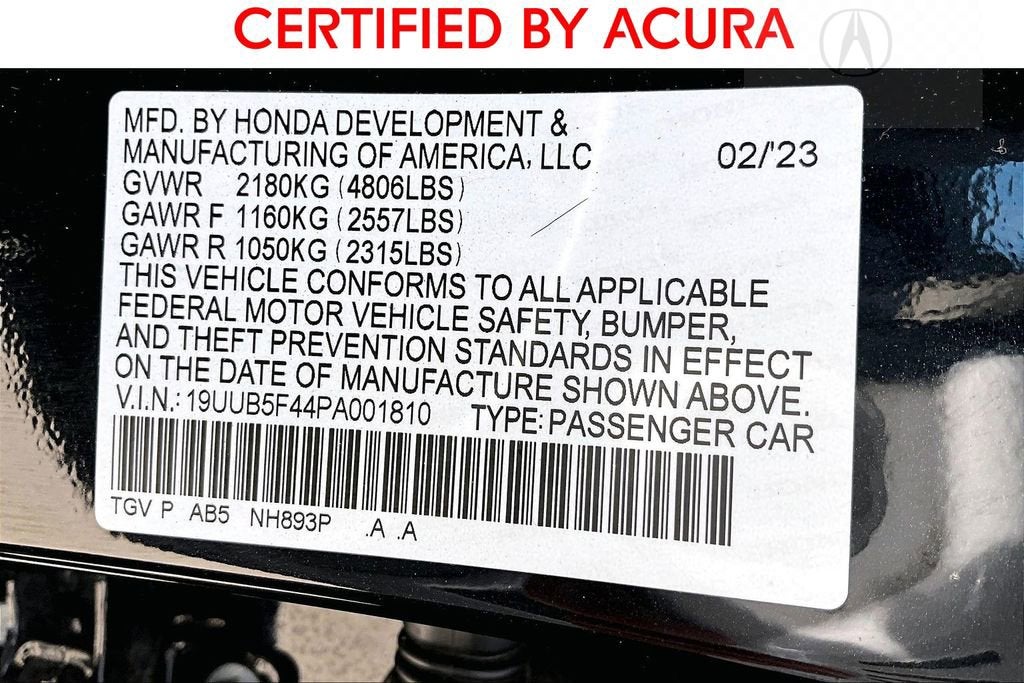 CERTIFIED BY ACURA
MFD. BY HONDA DEVELOPMENT &
MANUFACTURING OF AMERICA, LLC 02/'23
GVWR 2180KG (4806LBS)
GAWR F 1160KG (2557LBS)
GAWR R 1050KG (2315LBS)
THIS VEHICLE CONFORMS TO ALL APPLICABLE
FEDERAL MOTOR VEHICLE SAFETY, BUMPER,
AND THEFT PREVENTION STANDARDS IN EFFECT
ON THE DATE OF MANUFACTURE SHOWN ABOVE.
V.I.N.: 19UUB5F44PA001810 TYPE: PASSENGER CAR
TGV P AB5 NH893P .A .A